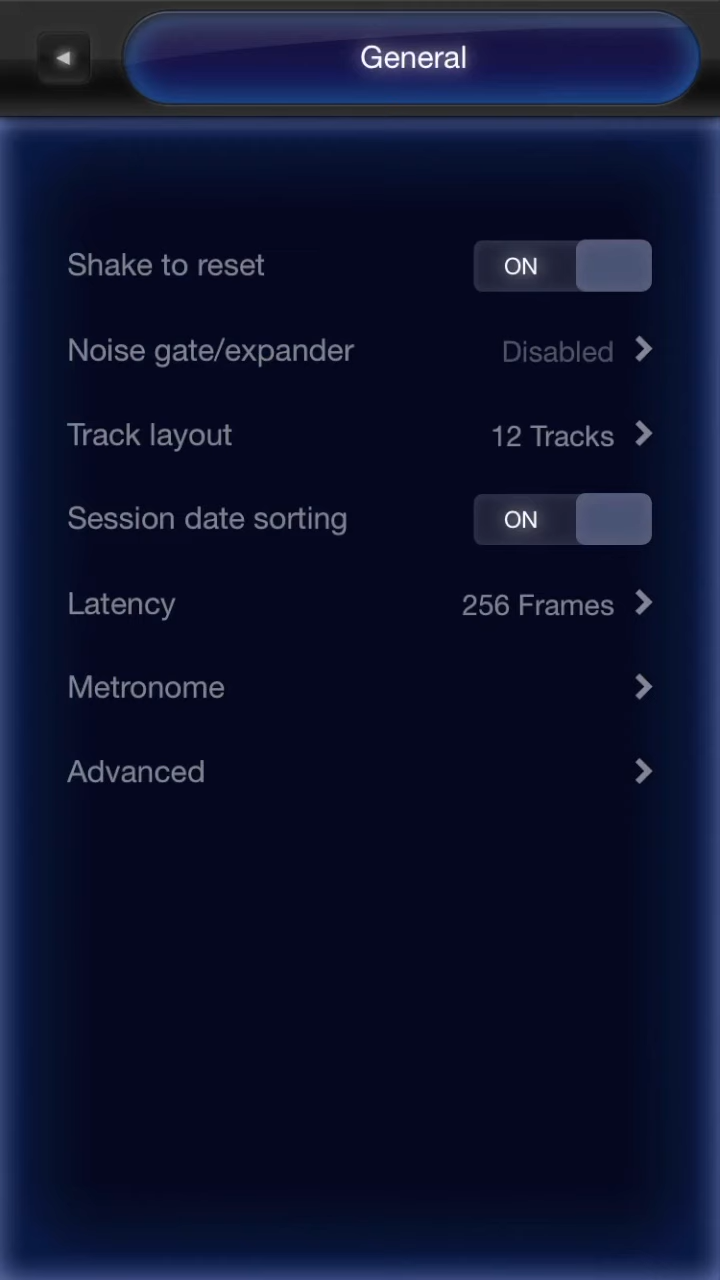 General
Shake to reset ON
Noise gate/expander Disabled
Track layout 12 Tracks
Session date sorting ON
Latency 256 Frames
Metronome
Advanced